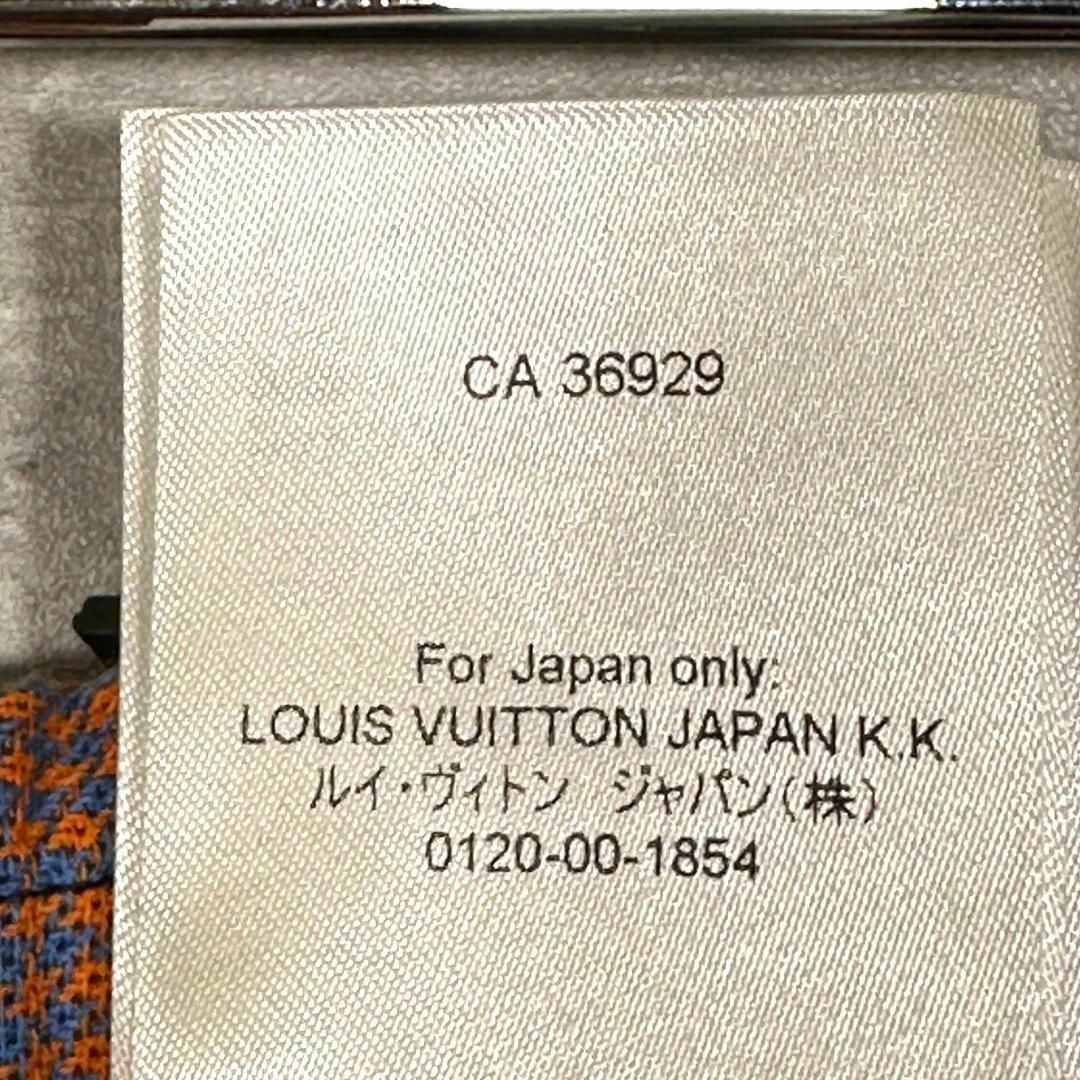 CA 36929
For Japan only:
LOUIS VUITTON JAPAN K.K.
ルイ・ヴィトン　ジャパン(株)
0120-00-1854